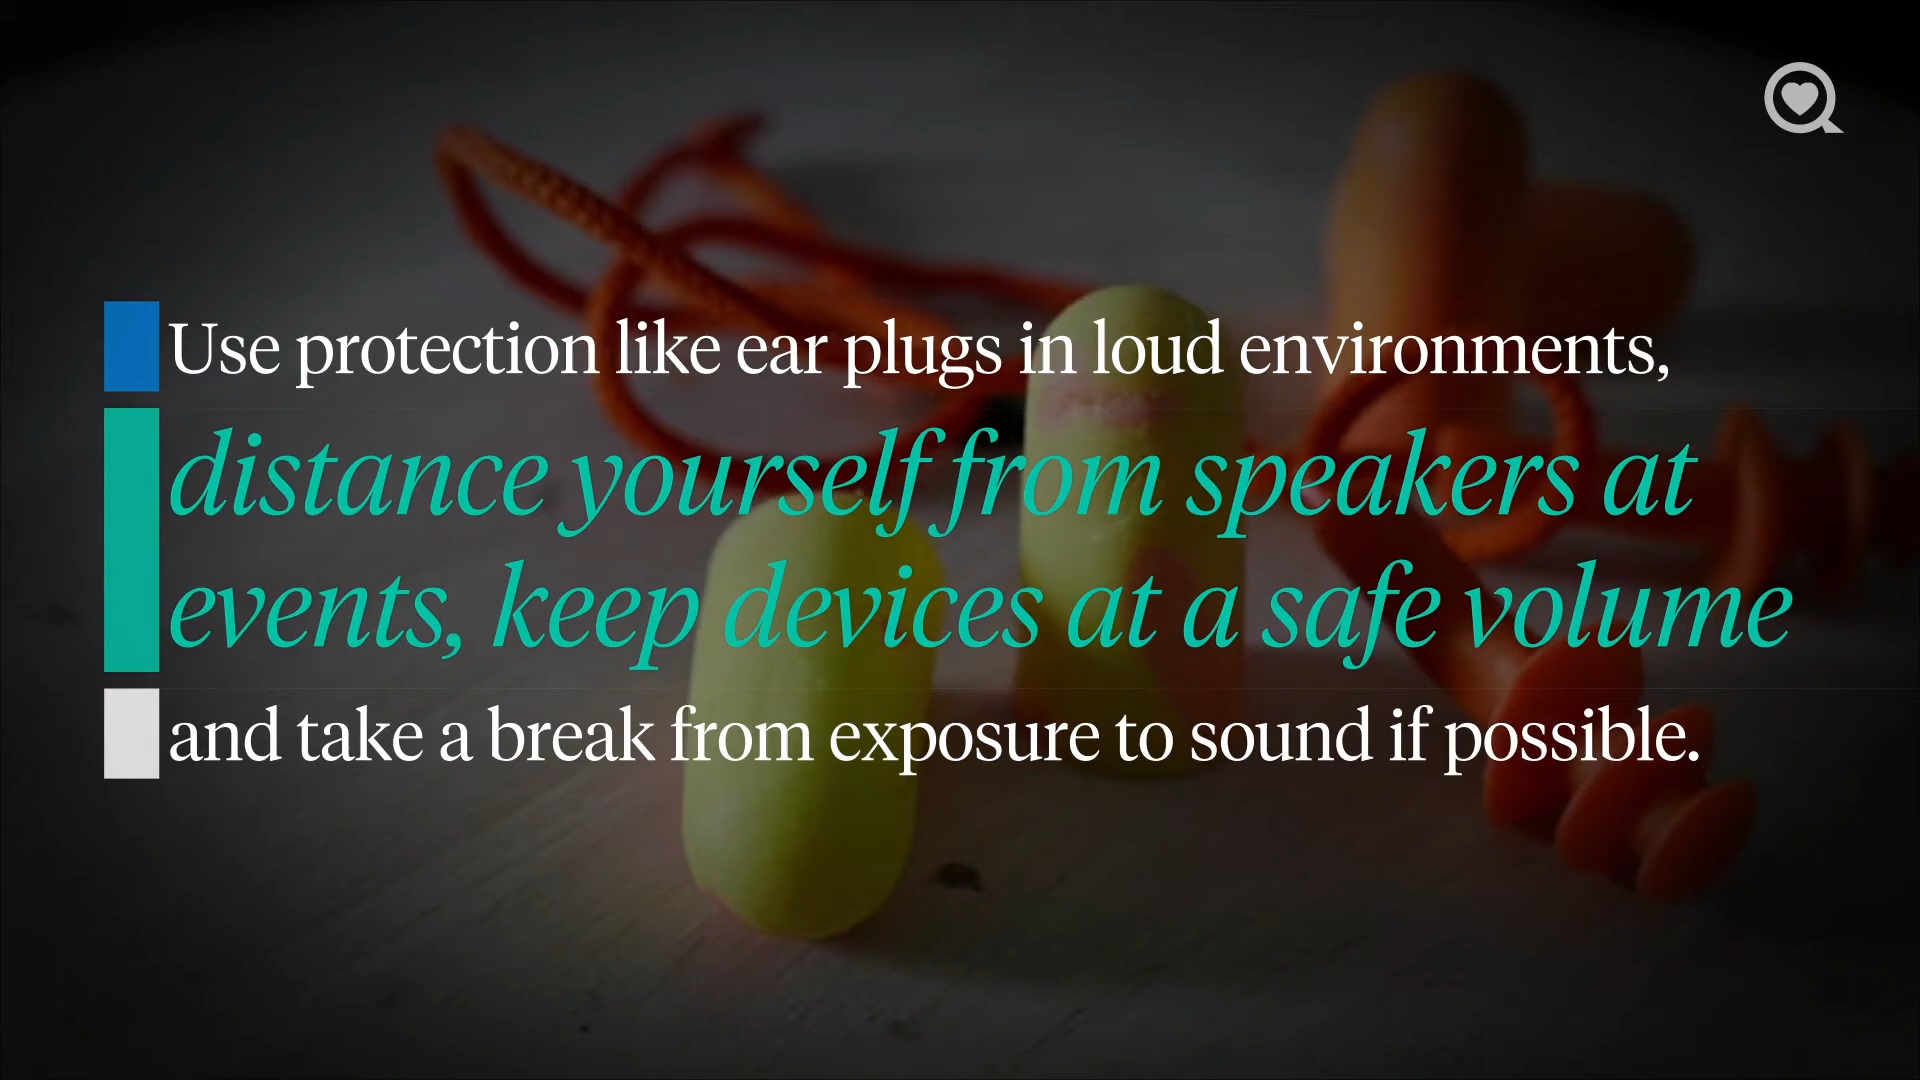 Use protection like ear plugs in loud environments,
distance yourself from speakers at
events, keep devices at a safe volume
and take a break from exposure to sound if possible.